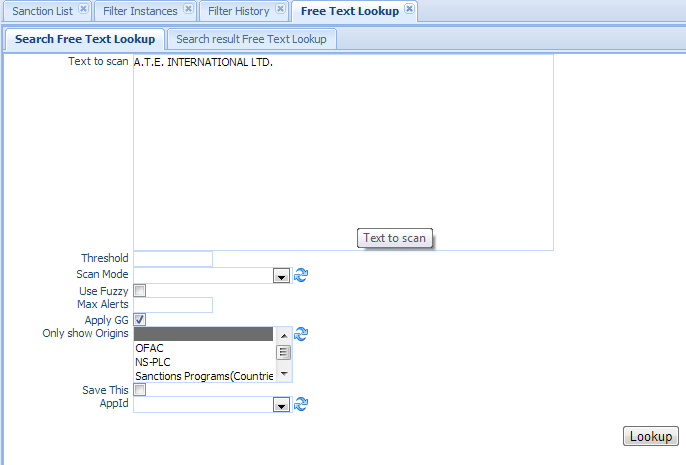 Sanction List Filter Instances Filter History Free Text Lookup
Search Free Text Lookup Search result Free Text Lookup
Text to scan A.T.E. INTERNATIONAL LTD.
Text to scan
Threshold
Scan Mode
Use Fuzzy
Max Alerts
Apply GG
Only show Origins
OFAC
NS-PLC
Sanctions Programs(Countrie
Save This
AppId
Lookup